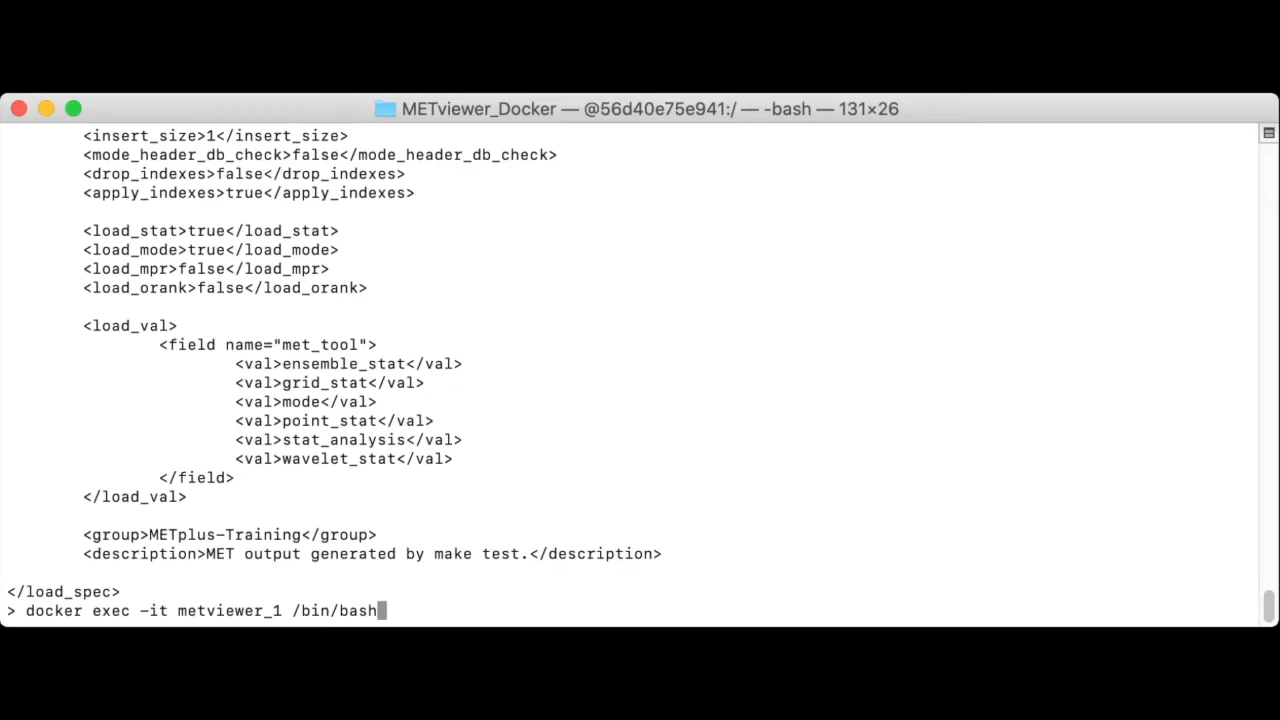 METviewer_Docker — @56d40e75e941:/ — -bash — 131×26
<insert_size>1</insert_size>
<mode_header_db_check>false</mode_header_db_check>
<drop_indexes>false</drop_indexes>
<apply_indexes>true</apply_indexes>
<load_stat>true</load_stat>
<load_mode>true</load_mode>
<load_mpr>false</load_mpr>
<load_orank>false</load_orank>
<load_val>
<field name="met_tool">
<val>ensemble_stat</val>
<val>grid_stat</val>
<val>mode</val>
<val>point_stat</val>
<val>stat_analysis</val>
<val>wavelet_stat</val>
</field>
</load_val>
<group>METplus-Training</group>
<description>MET output generated by make test.</description>
</load_spec>
> docker exec -it metviewer_1 /bin/bash